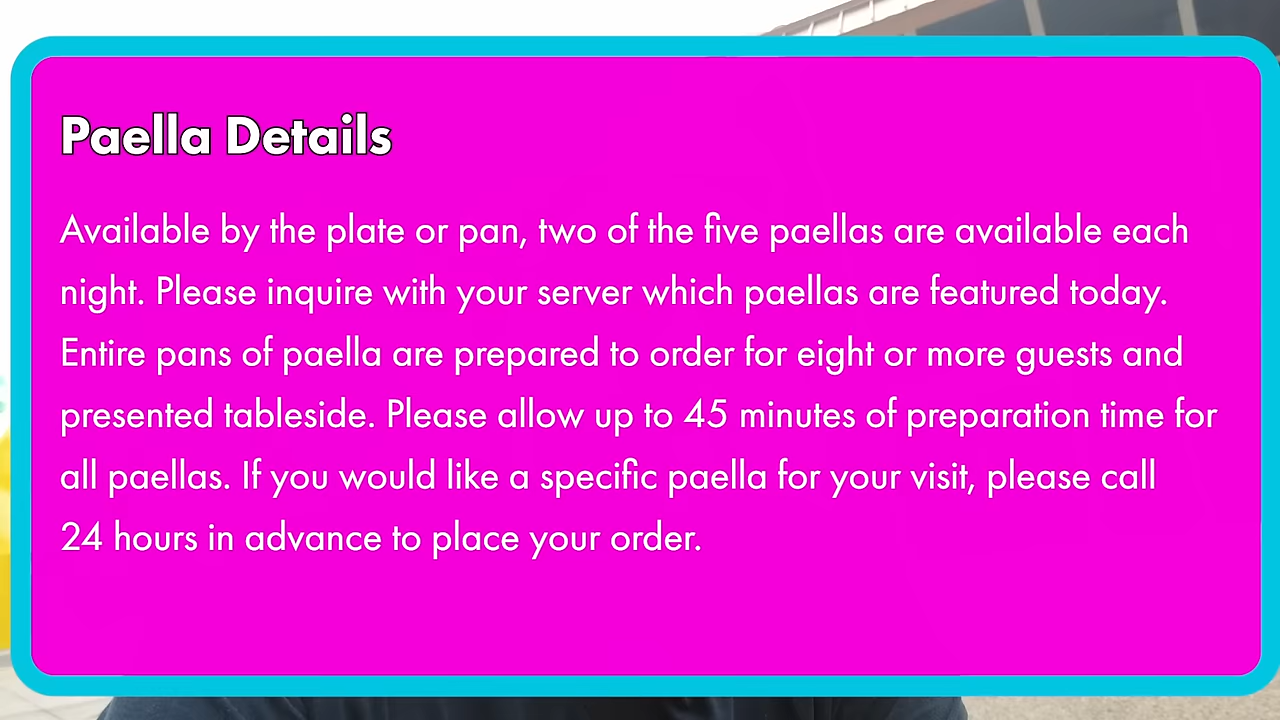 Paella Details
Available by the plate or pan, two of the five paellas are available each
night. Please inquire with your server which paellas are featured today.
Entire pans of paella are prepared to order for eight or more guests and
presented tableside. Please allow up to 45 minutes of preparation time for
all paellas. If you would like a specific paella for your visit, please call
24 hours in advance to place your order.